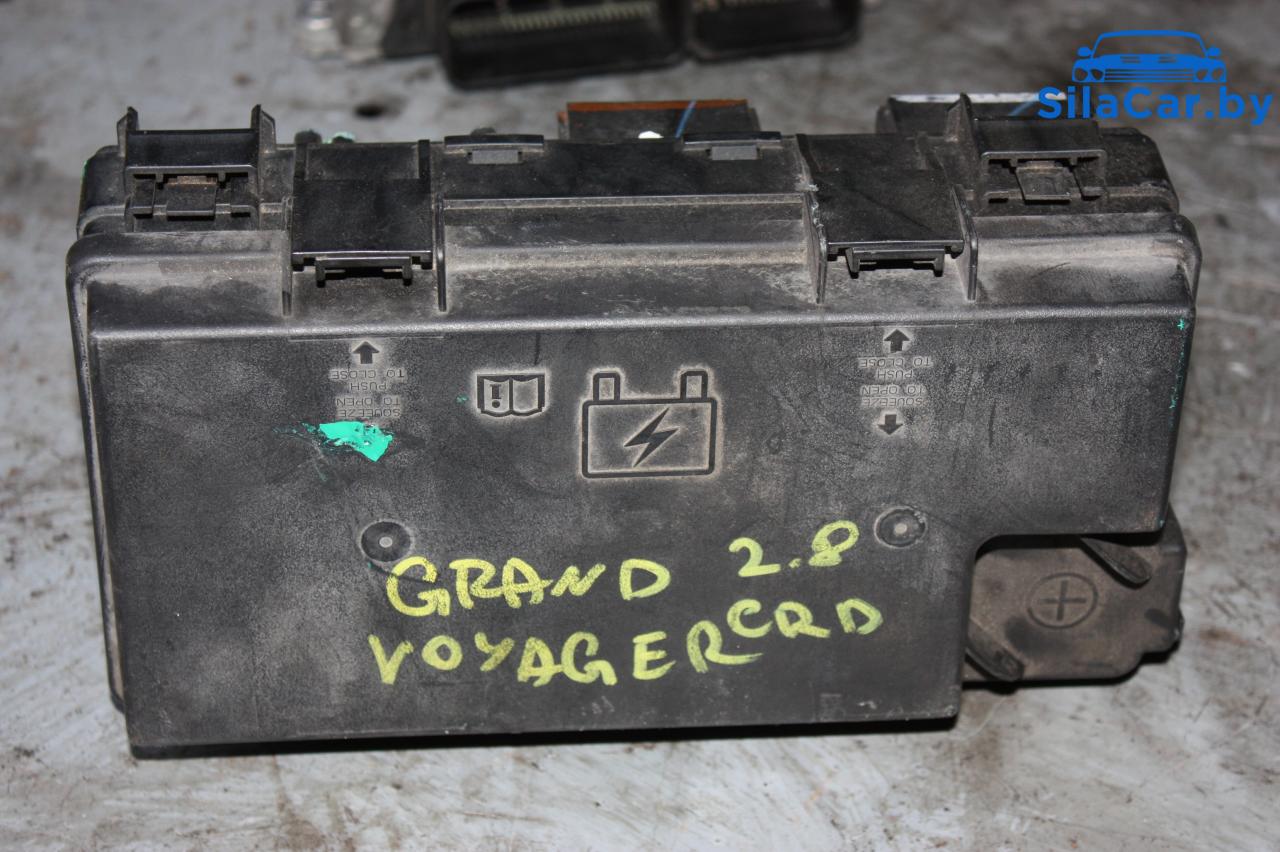 SilaCar.by
TO CLOSE
PUSH
TO OPEN
SQUEEZE
TO CLOSE
PUSH
TO OPEN
SQUEEZE
GRAND 2.8
VOYAGER CRD